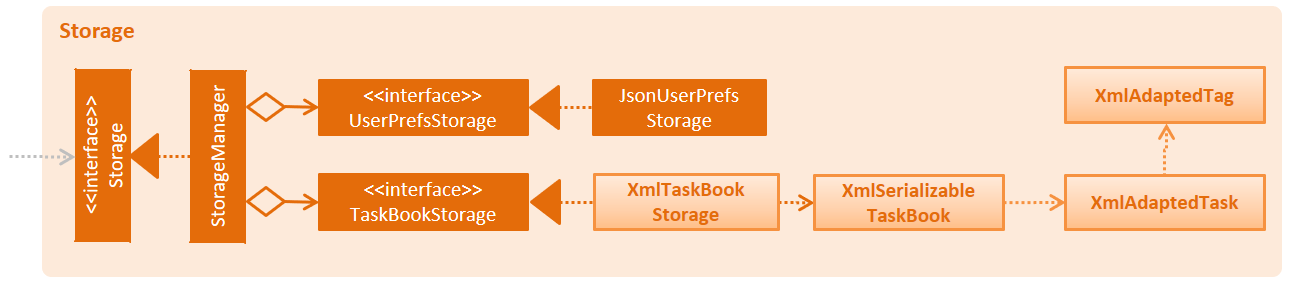 Storage
<<interface>>
Storage
StorageManager
<<interface>>
UserPrefsStorage
JsonUserPrefs
Storage
<<interface>>
TaskBookStorage
XmlTaskBook
Storage
XmlSerializable
TaskBook
XmlAdaptedTag
XmlAdaptedTask